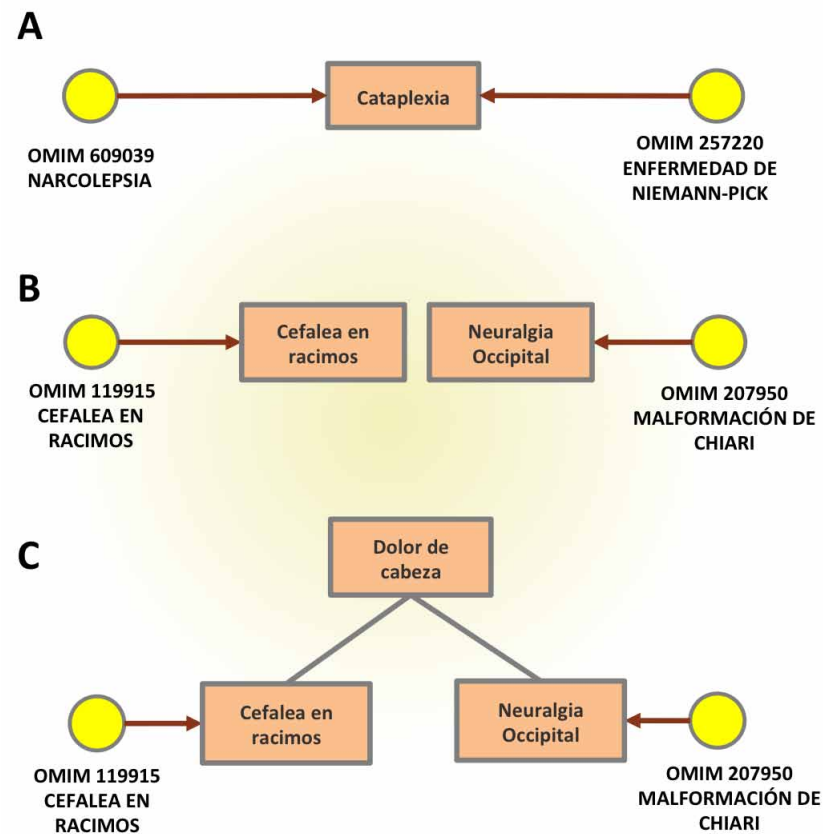 A
Cataplexia
OMIM 609039
NARCOLEPSIA
OMIM 257220
ENFERMEDAD DE
NIEMANN-PICK
B
Cefalea en
racimos
Neuralgia
Occipital
OMIM 119915
CEFALEA EN
RACIMOS
OMIM 207950
MALFORMACIÓN DE
CHIARI
C
Dolor de
cabeza
Cefalea en
racimos
Neuralgia
Occipital
OMIM 119915
CEFALEA EN
RACIMOS
OMIM 207950
MALFORMACIÓN DE
CHIARI